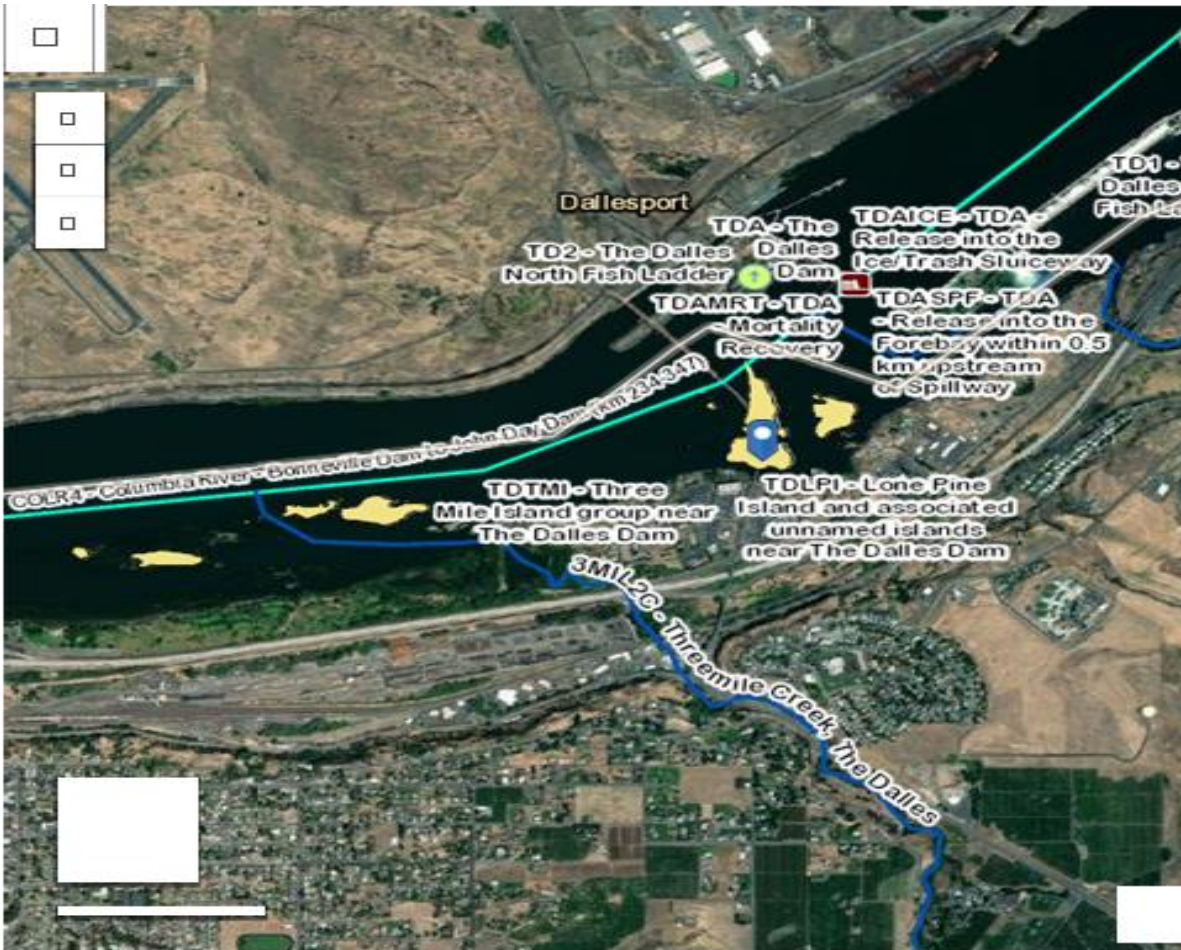 TD1 -
Dalles
Fish La
Dallesport
TDA - The
Dalles
Dam
TDAICE - TDA -
Release into the
Ice/Trash Sluiceway
TD2 - The Dalles
North Fish Ladder
TDAMRT - TDA
- Mortality
Recovery
TDASPF - TDA
- Release into the
Forebay within 0.5
km upstream
of Spillway
COLR4 - Columbia River - Bonneville Dam to John Day Dam (km 234-347)
TDTMI - Three
Mile Island group near
The Dalles Dam
TDLPI - Lone Pine
Island and associated
unnamed islands
near The Dalles Dam
3MIL2C - Threemile Creek, The Dalles